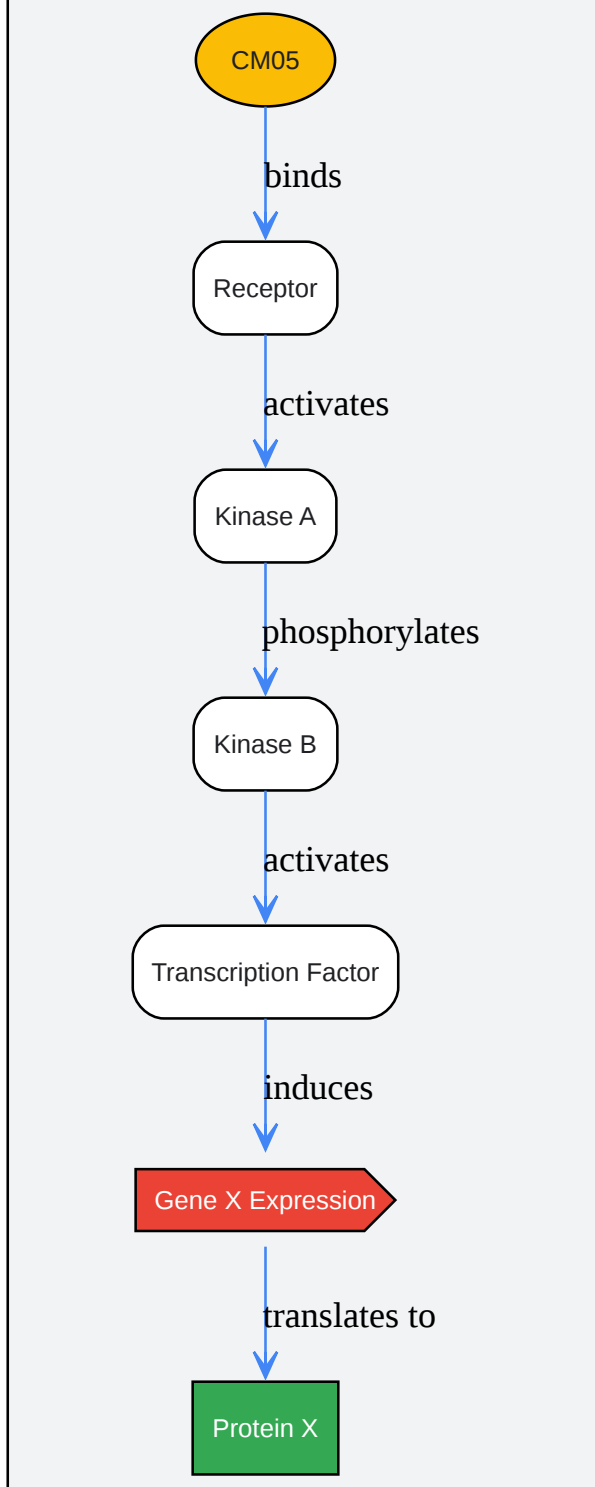 CM05
binds
Receptor
activates
Kinase A
phosphorylates
Kinase B
activates
Transcription Factor
induces
Gene X Expression
translates to
Protein X